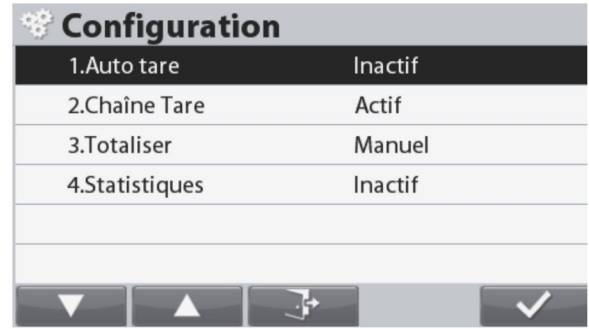 Configuration
1.Auto tare Inactif
2.Chaîne Tare Actif
3.Totaliser Manuel
4.Statistiques Inactif